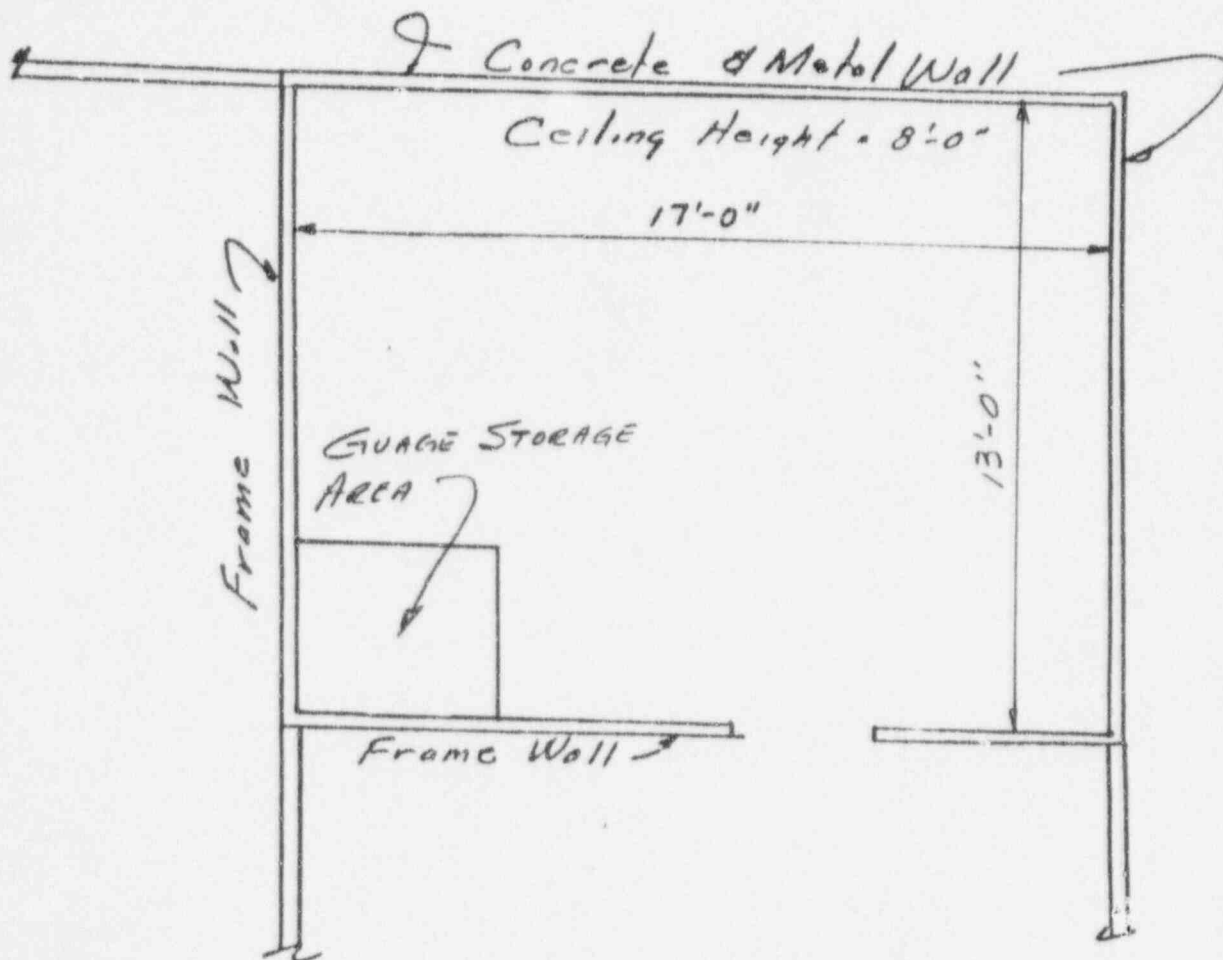 Concrete & Metal Wall
Ceiling Height = 8'-0"
17'-0"
Frame Wall
13'-0"
GUAGE STORAGE
AREA
Frame Wall